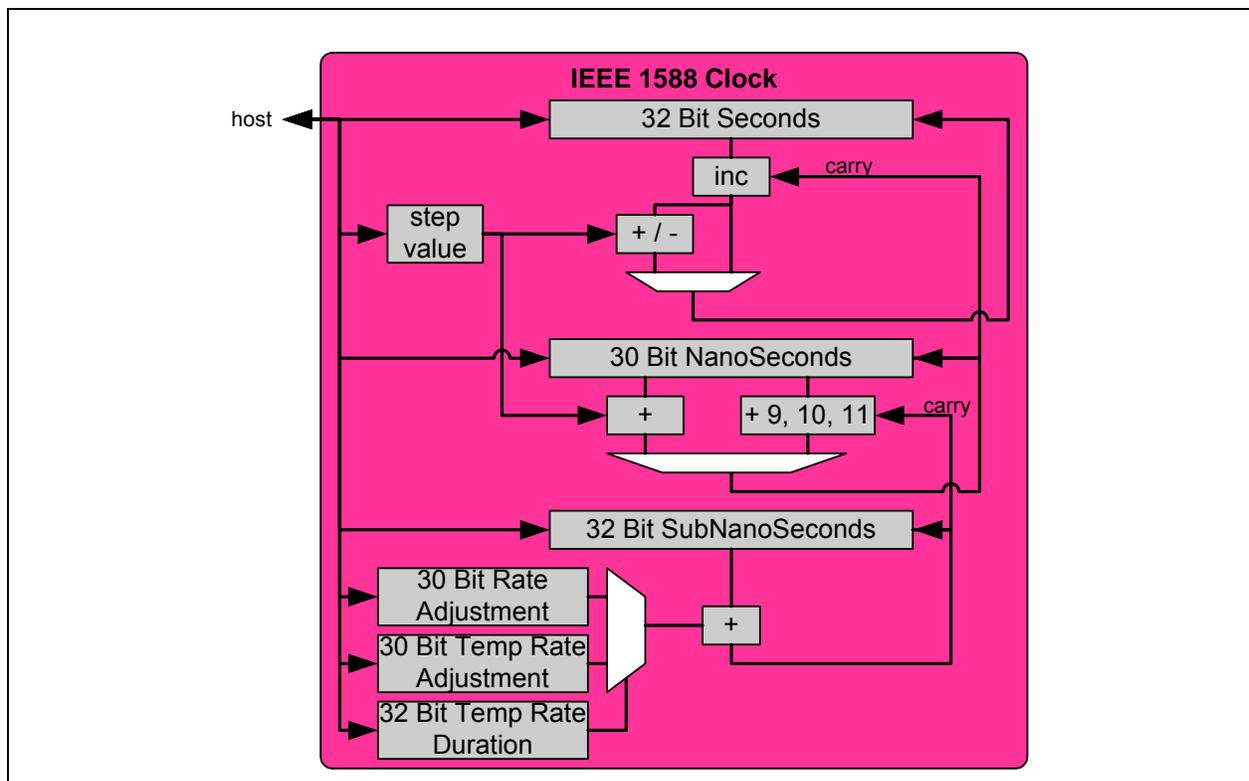 IEEE 1588 Clock
host
32 Bit Seconds
inc
carry
step
value
+ / -
30 Bit NanoSeconds
+
+ 9, 10, 11
carry
32 Bit SubNanoSeconds
30 Bit Rate
Adjustment
+
30 Bit Temp Rate
Adjustment
32 Bit Temp Rate
Duration